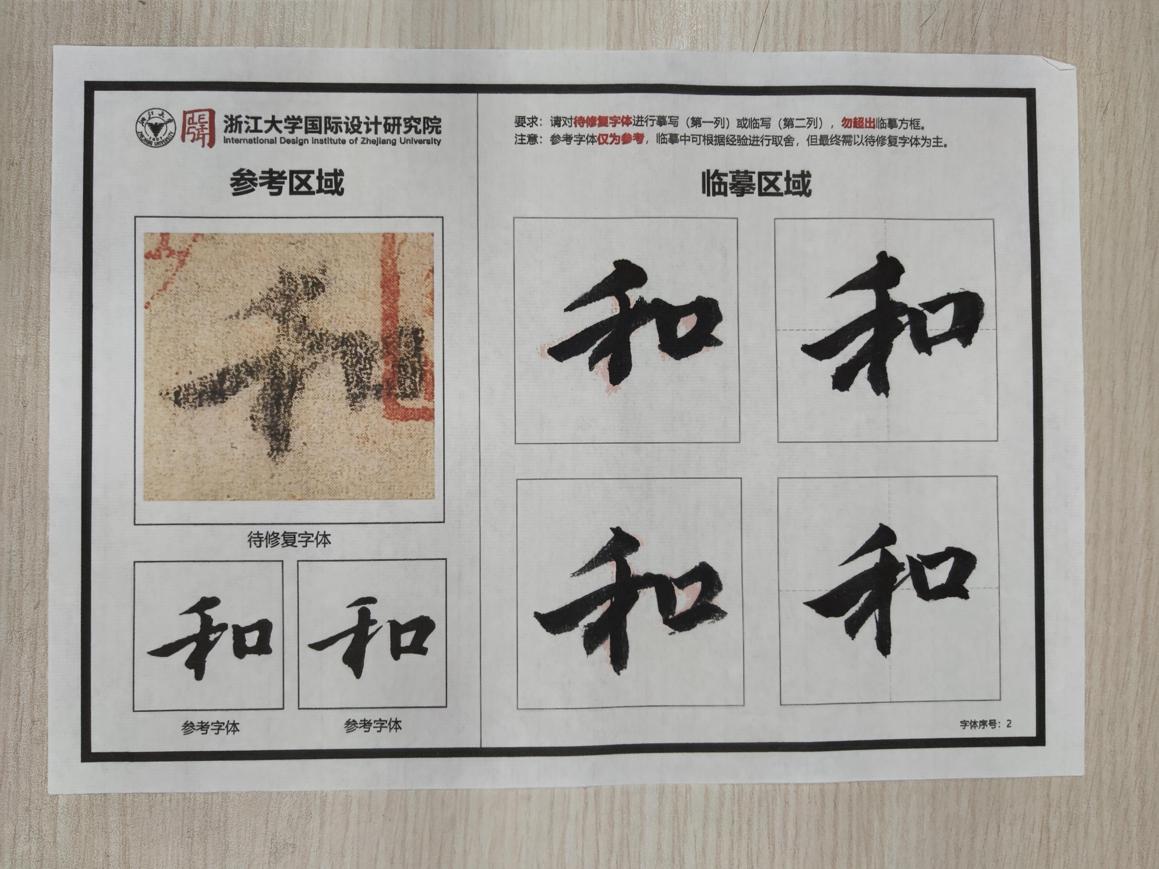 浙江大学国际设计研究院
International Design Institute of Zhejiang University
参考区域
和
待修复字体
和
和
参考字体
参考字体
要求：请对待修复字体进行摹写（第一列）或临写（第二列），勿超出临摹方框。
注意：参考字体仅为参考，临摹中可根据经验进行取舍，但最终需以待修复字体为主。
临摹区域
和
和
和
和
字体序号：2